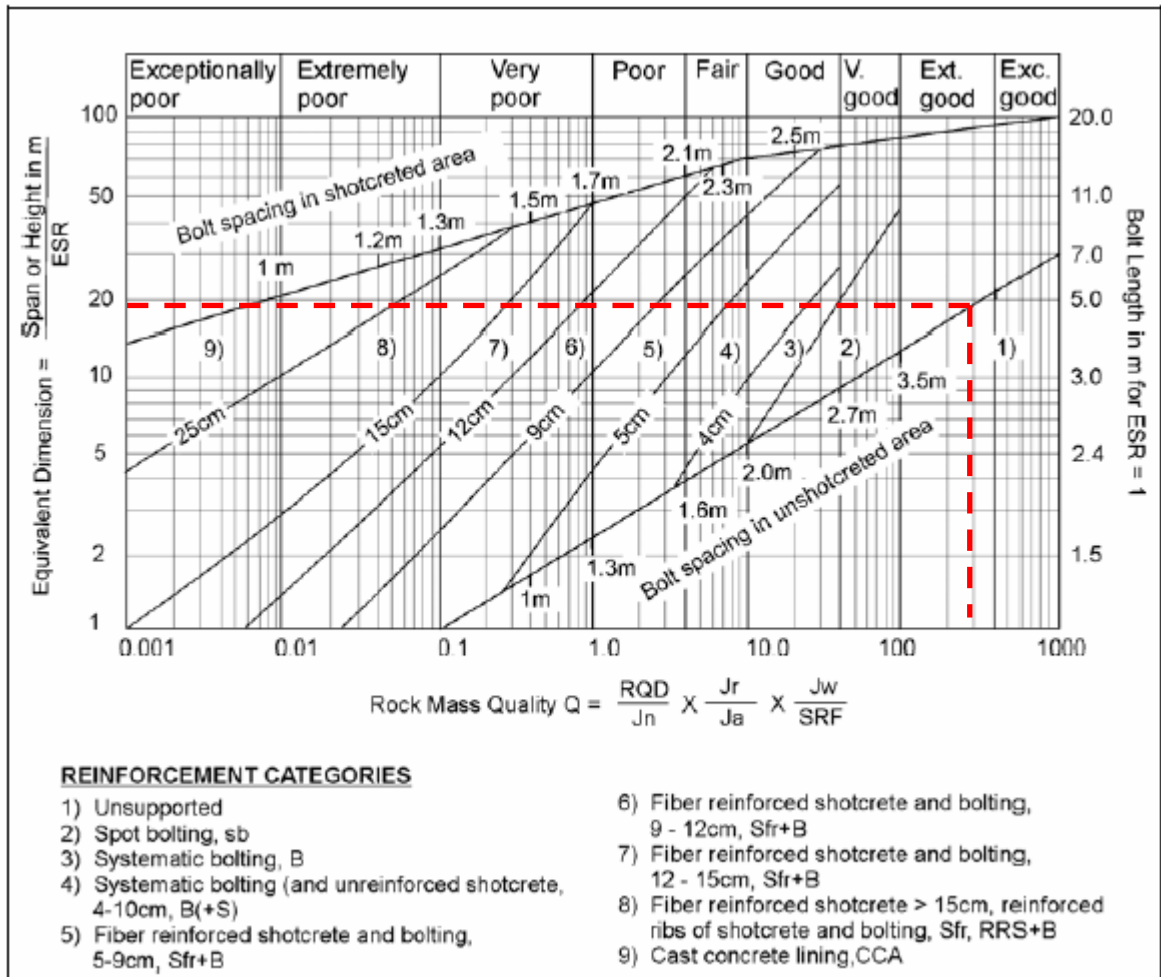 Exceptionally poor
Extremely poor
Very poor
Poor
Fair
Good
V. good
Ext. good
Exc. good
100
50
20
10
5
2
1
Equivalent Dimension = Span or Height in m
ESR
20.0
11.0
7.0
5.0
3.0
2.4
1.5
Bolt Length in m for ESR = 1
Bolt spacing in shotcreted area
1 m
1.2m
1.3m
1.5m
1.7m
2.1m
2.3m
2.5m
9)
8)
7)
6)
5)
4)
3)
2)
1)
25cm
15cm
12cm
9cm
5cm
4cm
3.5m
2.7m
2.0m
1.6m
1.3m
1m
Bolt spacing in unshotcreted area
0.001
0.01
0.1
1.0
10.0
100
1000
Rock Mass Quality Q = RQD X Jr X Jw
Jn Ja SRF
REINFORCEMENT CATEGORIES
1) Unsupported
2) Spot bolting, sb
3) Systematic bolting, B
4) Systematic bolting (and unreinforced shotcrete,
4-10cm, B(+S)
5) Fiber reinforced shotcrete and bolting,
5-9cm, Sfr+B
6) Fiber reinforced shotcrete and bolting,
9 - 12cm, Sfr+B
7) Fiber reinforced shotcrete and bolting,
12 - 15cm, Sfr+B
8) Fiber reinforced shotcrete > 15cm, reinforced
ribs of shotcrete and bolting, Sfr, RRS+B
9) Cast concrete lining,CCA